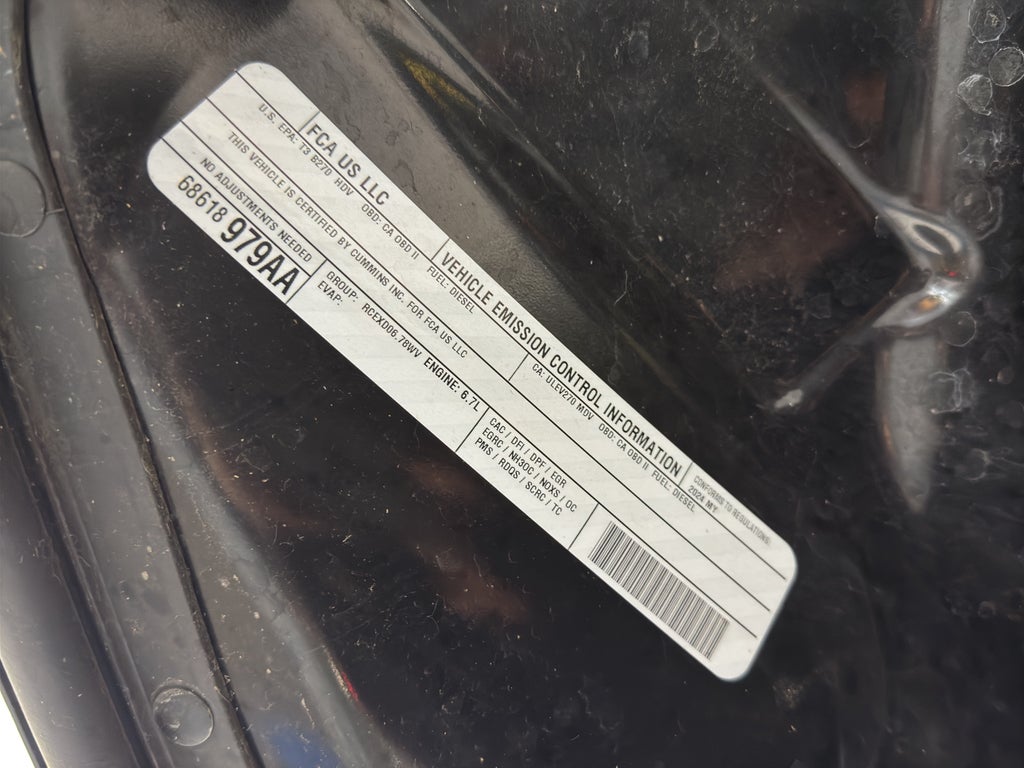 FCA US LLC VEHICLE EMISSION CONTROL INFORMATION CONFORMS TO REGULATIONS: 2024 MY
U.S. EPA: T3 B270 HDV OBD: CA OBD II FUEL: DIESEL CA: ULEV270 MDV OBD: CA OBD II FUEL: DIESEL
THIS VEHICLE IS CERTIFIED BY CUMMINS INC. FOR FCA US LLC
NO ADJUSTMENTS NEEDED
68618 979AA
GROUP: RCEXD06.78WV ENGINE: 6.7L
EVAP:
CAC / DFI / DPF / EGR
EGRC / NH3OC / NOXS / OC
PMS / RDQS / SCRC / TC